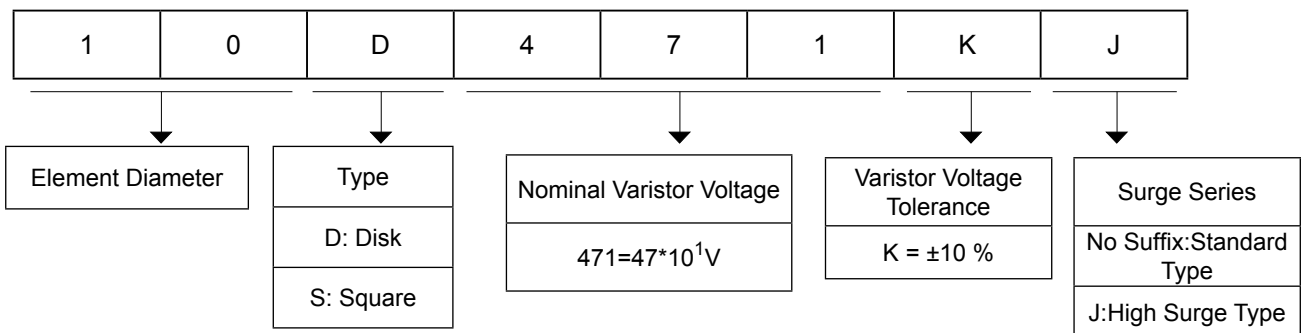 1 0 D 4 7 1 K J
Element Diameter
Type
D: Disk
S: Square
Nominal Varistor Voltage
471=47*10¹V
Varistor Voltage
Tolerance
K = ±10 %
Surge Series
No Suffix:Standard
Type
J:High Surge Type